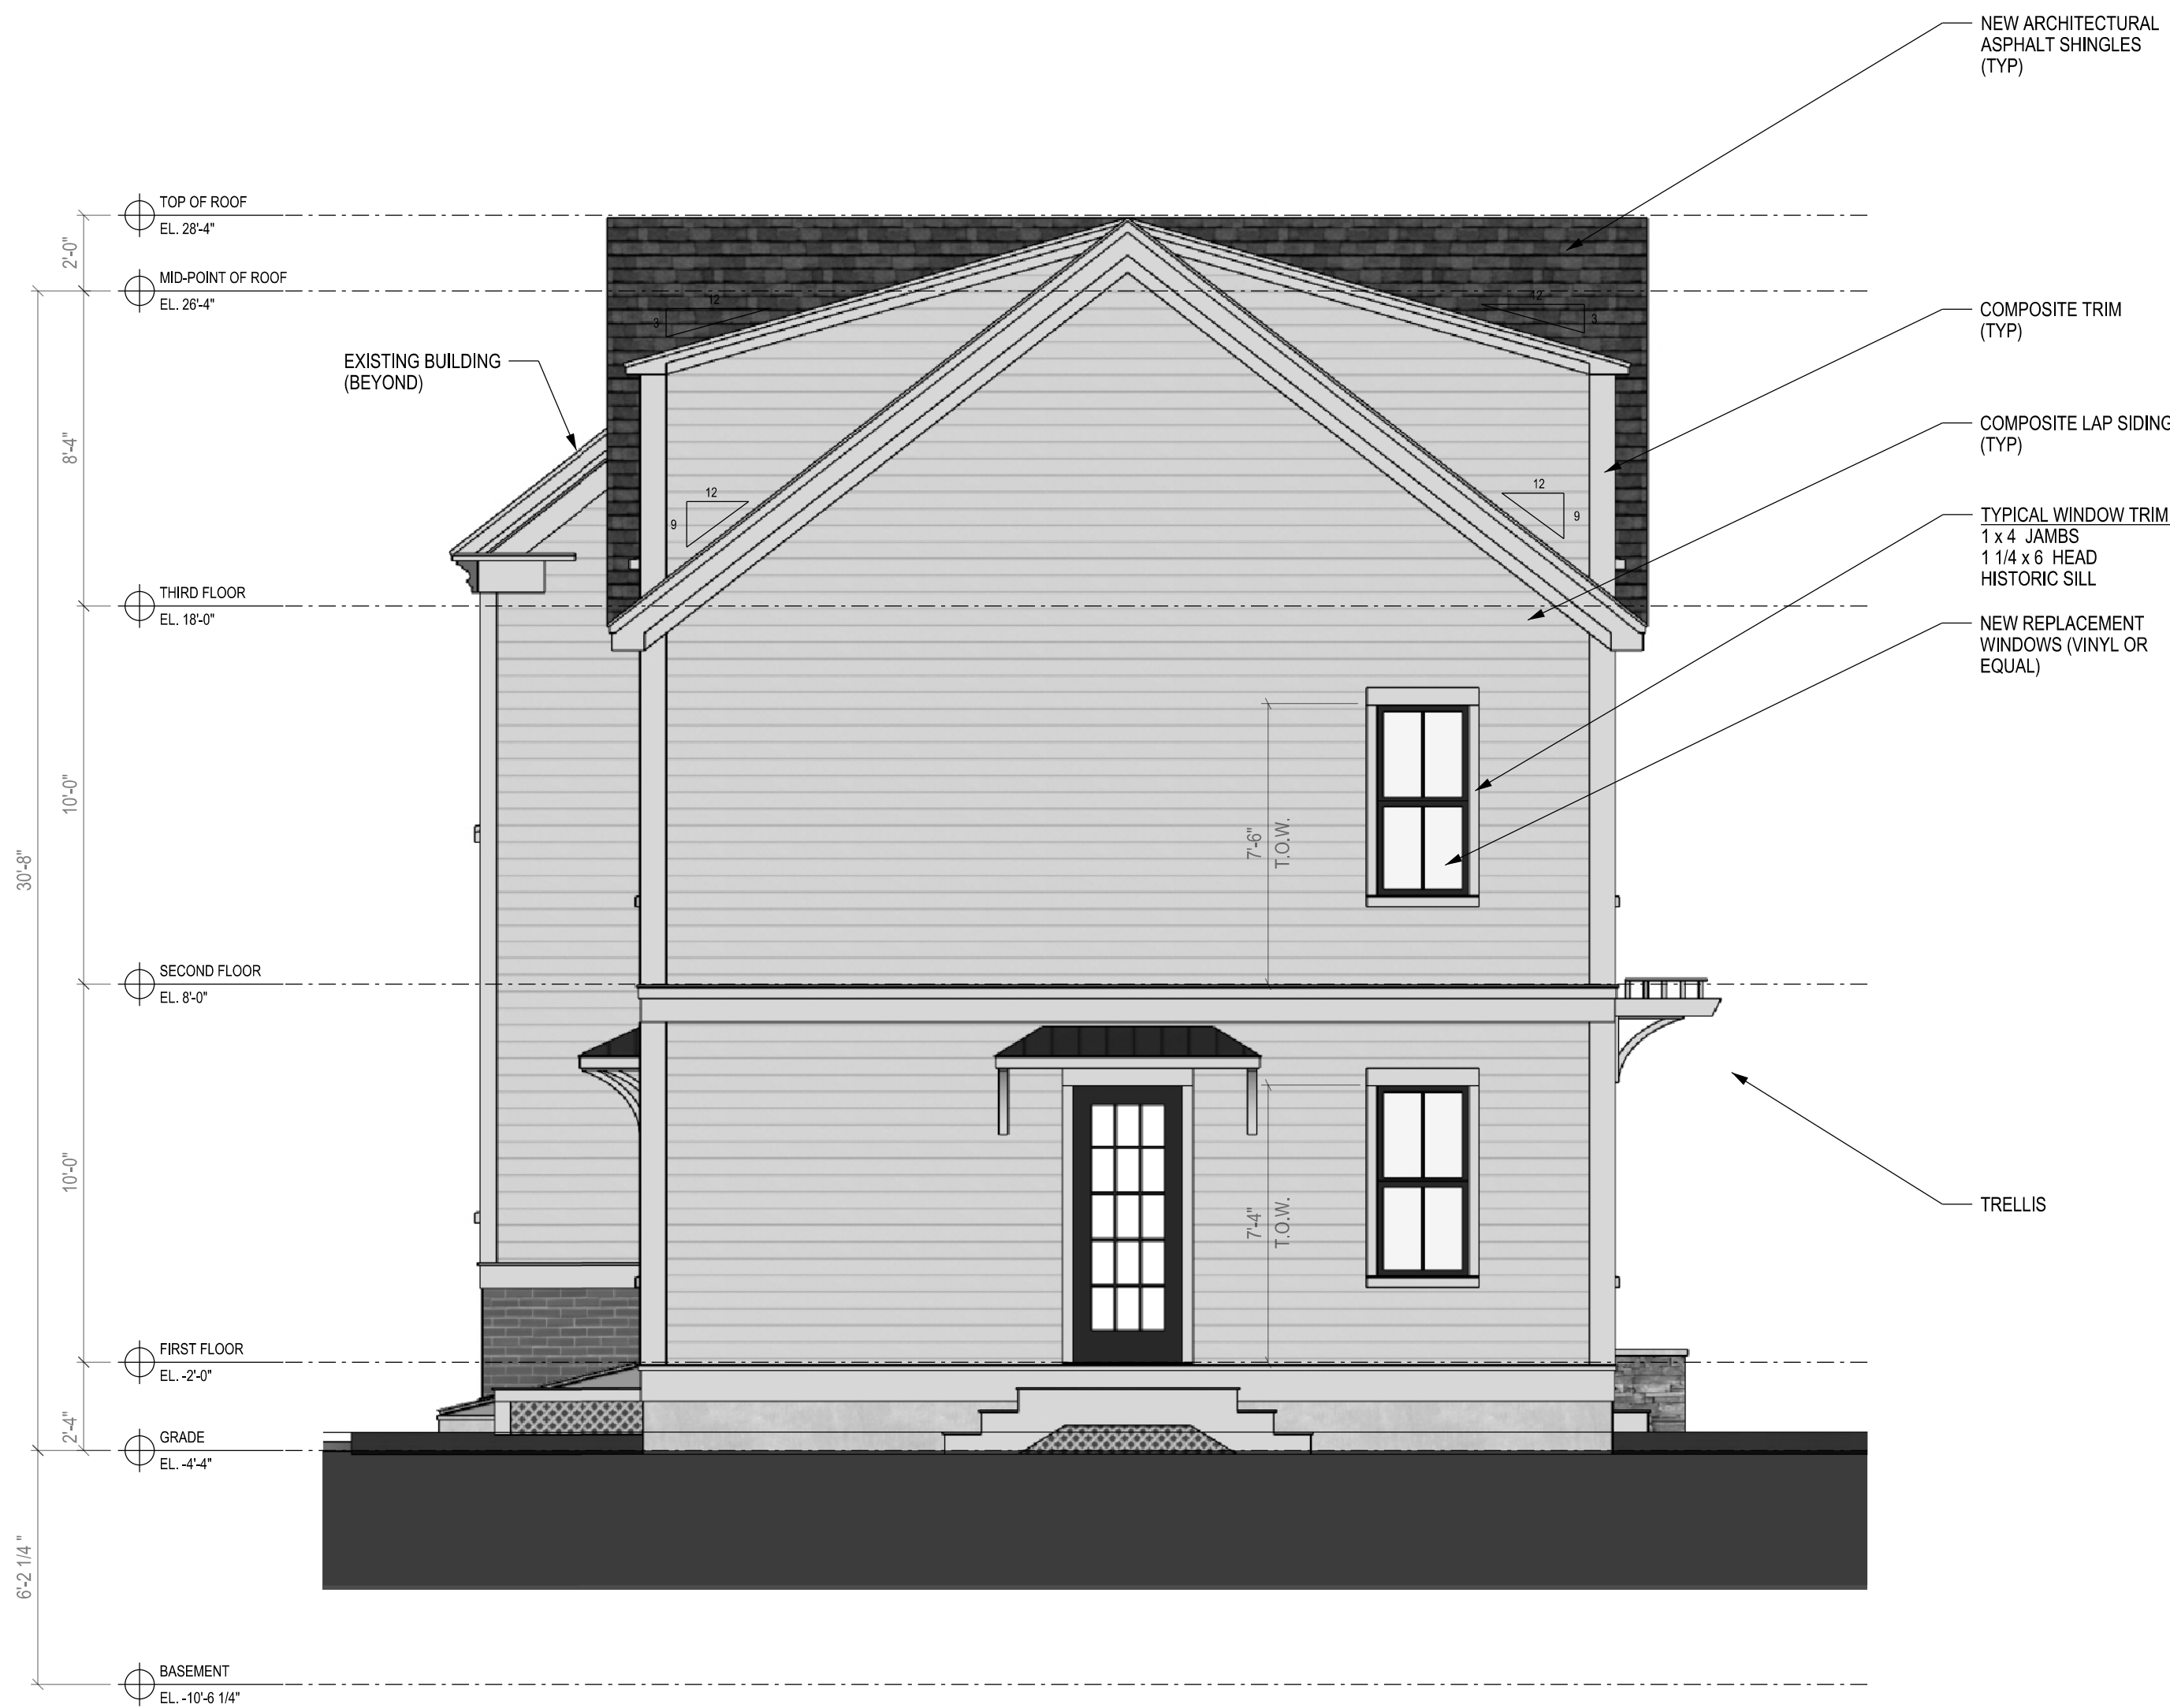 NEW ARCHITECTURAL
ASPHALT SHINGLES
(TYP)
TOP OF ROOF
EL. 28'-4"
2'-0"
MID-POINT OF ROOF
EL. 26'-4"
12
3
12
3
COMPOSITE TRIM
(TYP)
EXISTING BUILDING
(BEYOND)
8'-4"
COMPOSITE LAP SIDING
(TYP)
12
9
12
9
TYPICAL WINDOW TRIM
1 x 4 JAMBS
1 1/4 x 6 HEAD
HISTORIC SILL
THIRD FLOOR
EL. 18'-0"
NEW REPLACEMENT
WINDOWS (VINYL OR
EQUAL)
10'-0"
7'-6"
T.O.W.
30'-8"
SECOND FLOOR
EL. 8'-0"
10'-0"
7'-4"
T.O.W.
TRELLIS
FIRST FLOOR
EL. -2'-0"
2'-4"
GRADE
EL. -4'-4"
6'-2 1/4 "
BASEMENT
EL. -10'-6 1/4"